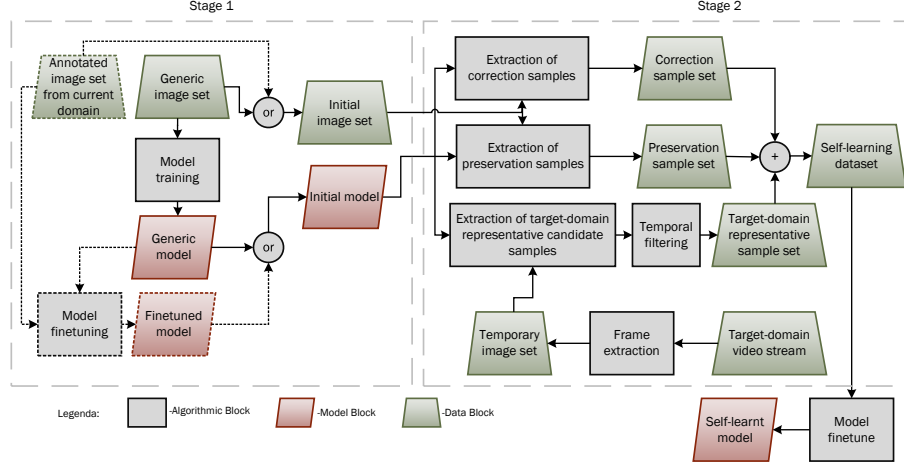 Stage 1
Stage 2
Annotated
image set
from current
domain
Generic
image set
or
Initial
image set
Model
training
Initial model
Generic
model
or
Model
finetuning
Finetuned
model
Extraction of
correction samples
Correction
sample set
Extraction of
preservation samples
Preservation
sample set
+
Self-learning
dataset
Extraction of target-domain
representative candidate
samples
Temporal
filtering
Target-domain
representative
sample set
Temporary
image set
Frame
extraction
Target-domain
video stream
Legenda:
-Algorithmic Block
-Model Block
-Data Block
Self-learnt
model
Model
finetune